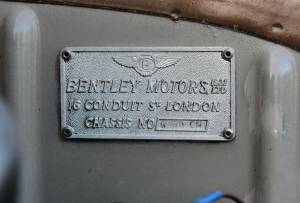 B
BENTLEY MOTORS
16 CONDUIT ST LONDON
CHASSIS NO